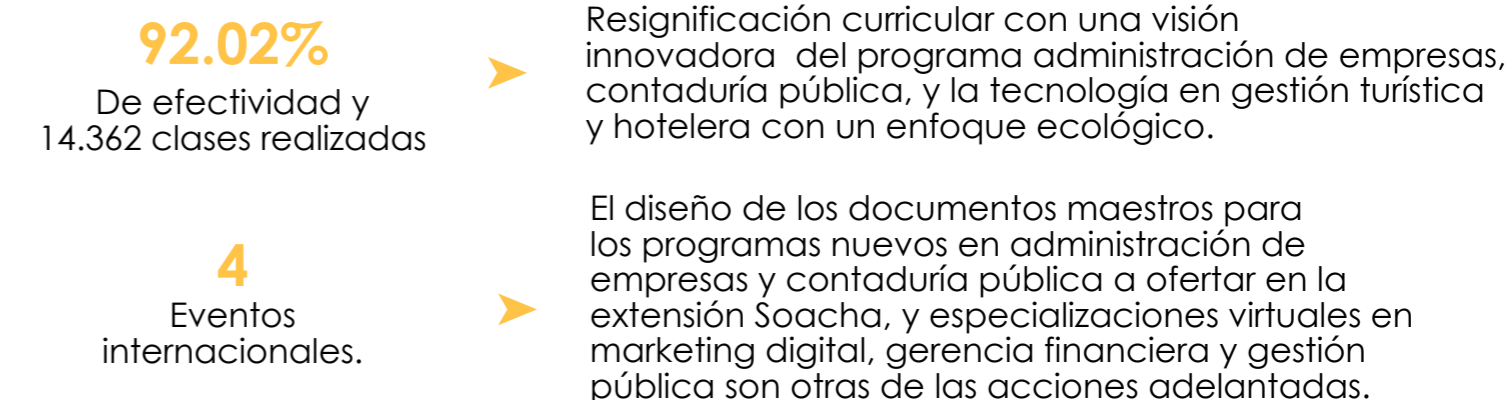 92.02%
De efectividad y
14.362 clases realizadas
Resignificación curricular con una visión
innovadora del programa administración de empresas,
contaduría pública, y la tecnología en gestión turística
y hotelera con un enfoque ecológico.
4
Eventos
internacionales.
El diseño de los documentos maestros para
los programas nuevos en administración de
empresas y contaduría pública a ofertar en la
extensión Soacha, y especializaciones virtuales en
marketing digital, gerencia financiera y gestión
pública son otras de las acciones adelantadas.